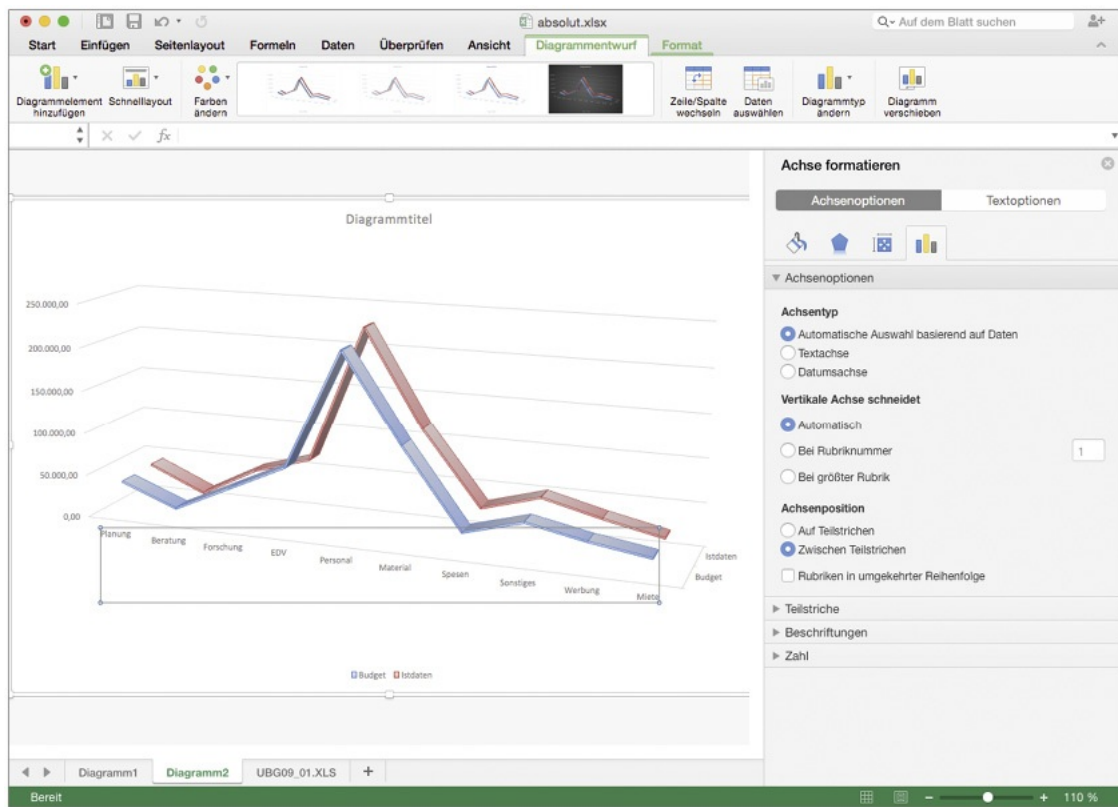 absolut.xlsx
Auf dem Blatt suchen
Start Einfügen Seitenlayout Formeln Daten Überprüfen Ansicht Diagrammentwurf Format
Diagrammelement hinzufügen
Schnelllayout
Farben ändern
Zeile/Spalte wechseln
Daten auswählen
Diagrammtyp ändern
Diagramm verschieben
fx
Diagrammtitel
250.000,00
200.000,00
150.000,00
100.000,00
50.000,00
0,00
Planung
Beratung
Forschung
EDV
Personal
Material
Spesen
Sonstiges
Werbung
Miete
Istdaten
Budget
Budget Istdaten
Achse formatieren
Achsenoptionen Textoptionen
Achsenoptionen
Achsentyp
Automatische Auswahl basierend auf Daten
Textachse
Datumsachse
Vertikale Achse schneidet
Automatisch
Bei Rubriknummer 1
Bei größter Rubrik
Achsenposition
Auf Teilstrichen
Zwischen Teilstrichen
Rubriken in umgekehrter Reihenfolge
Teilstriche
Beschriftungen
Zahl
Diagramm1 Diagramm2 UBG09_01.XLS +
Bereit
110 %